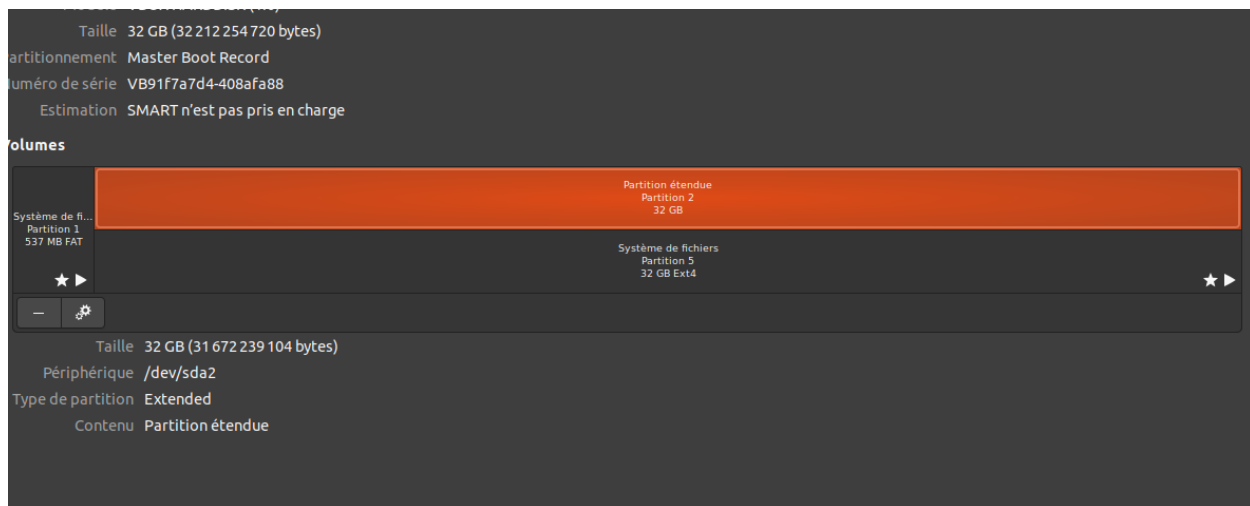 Taille 32 GB (32 212 254 720 bytes)
artitionnement Master Boot Record
uméro de série VB91f7a7d4-408afa88
Estimation SMART n’est pas pris en charge
olumes
Partition étendue
Partition 2
32 GB
Système de fi...
Partition 1
537 MB FAT
Système de fichiers
Partition 5
32 GB Ext4
Taille 32 GB (31 672 239 104 bytes)
Périphérique /dev/sda2
Type de partition Extended
Contenu Partition étendue